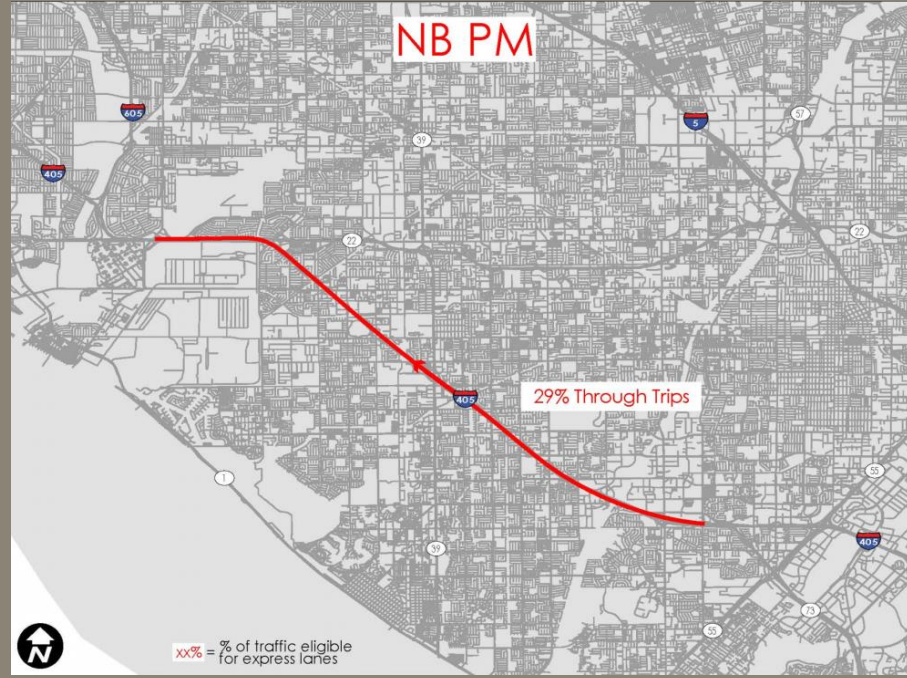 NB PM
605
5
57
39
405
22
22
29% Through Trips
405
1
55
405
39
73
55
N
xx% = % of traffic eligible
for express lanes